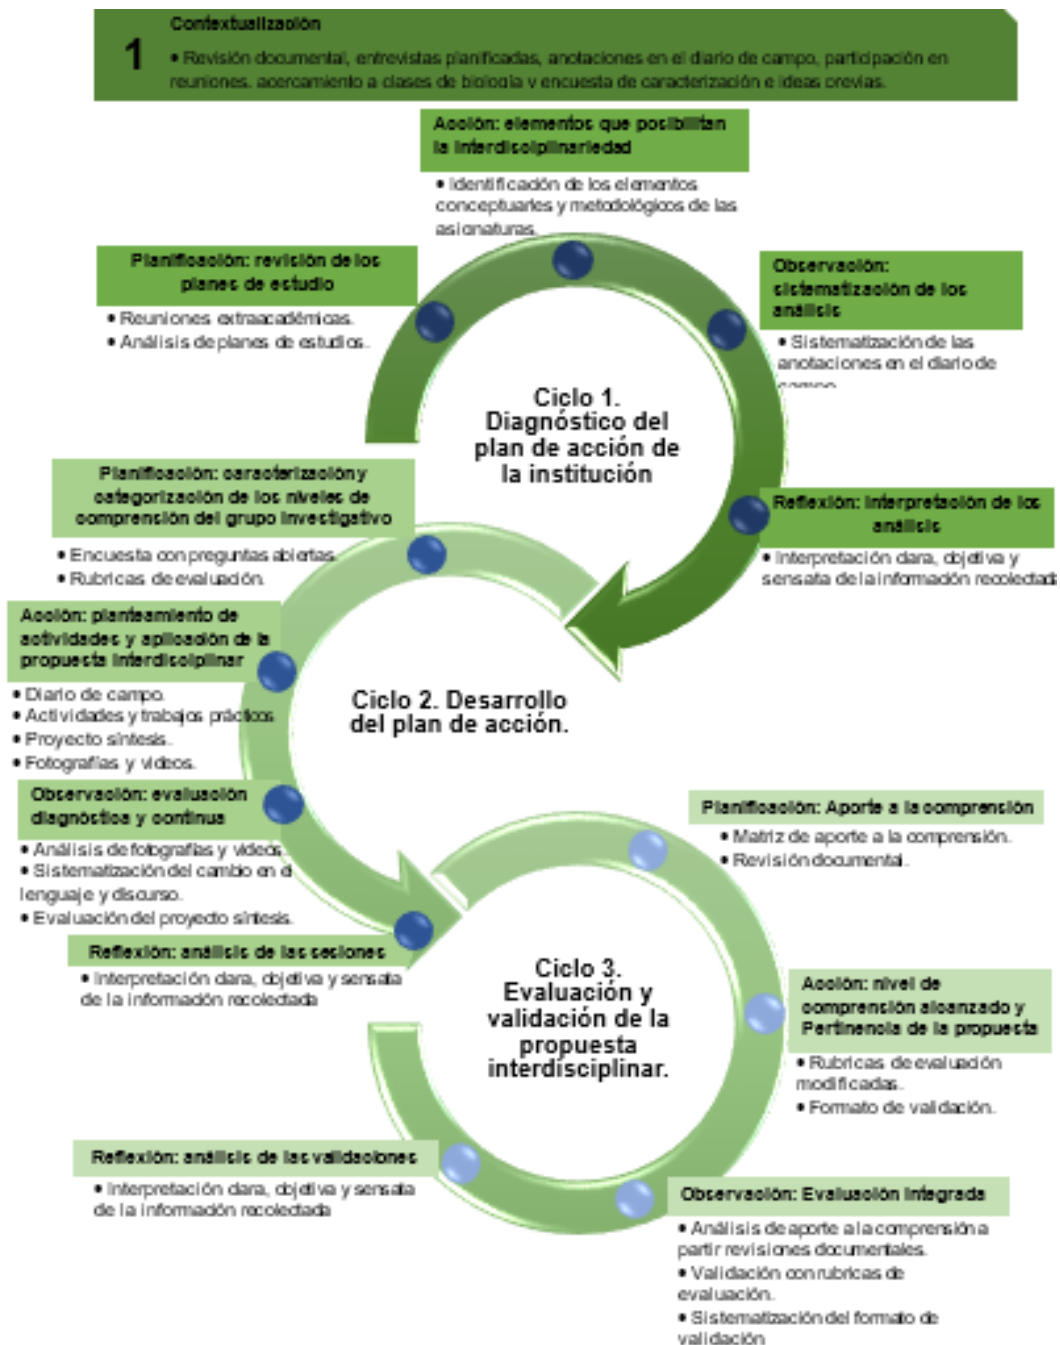 Contextualización
1
• Revisión documental, entrevistas planificadas, anotaciones en el diario de campo, participación en
reuniones, acercamiento a clases de biología y encuesta de caracterización e ideas previas.
Acción: elementos que posibilitan
la interdisciplinariedad
• Identificación de los elementos
conceptuales y metodológicos de las
asignaturas.
Planificación: revisión de los
planes de estudio
• Reuniones extraacadémicas.
• Análisis de planes de estudios.
Observación:
sistematización de los
análisis
• Sistematización de las
anotaciones en el diario de
campo
Ciclo 1.
Diagnóstico del
plan de acción de
la institución
Reflexión: interpretación de los
análisis
• Interpretación clara, objetiva y
sensata de la información recolectada
Planificación: caracterización y
categorización de los niveles de
comprensión del grupo investigativo
• Encuesta con preguntas abiertas.
• Rubricas de evaluación.
Acción: planteamiento de
actividades y aplicación de la
propuesta interdisciplinar
• Diario de campo.
• Actividades y trabajos prácticos
• Proyecto síntesis.
• Fotografías y videos.
Ciclo 2. Desarrollo
del plan de acción.
Observación: evaluación
diagnóstica y continua
• Análisis de fotografías y videos.
• Sistematización del cambio en el
lenguaje y discurso.
• Evaluación del proyecto síntesis.
Reflexión: análisis de las sesiones
• Interpretación clara, objetiva y sensata
de la información recolectada
Planificación: Aporte a la comprensión
• Matriz de aporte a la comprensión.
• Revisión documental.
Ciclo 3.
Evaluación y
validación de la
propuesta
interdisciplinar.
Acción: nivel de
comprensión alcanzado y
Pertinencia de la propuesta
• Rubricas de evaluación
modificadas.
• Formato de validación.
Reflexión: análisis de las validaciones
• Interpretación clara, objetiva y sensata
de la información recolectada
Observación: Evaluación integrada
• Análisis de aporte a la comprensión a
partir revisiones documentales.
• Validación con rubricas de
evaluación.
• Sistematización del formato de
validación